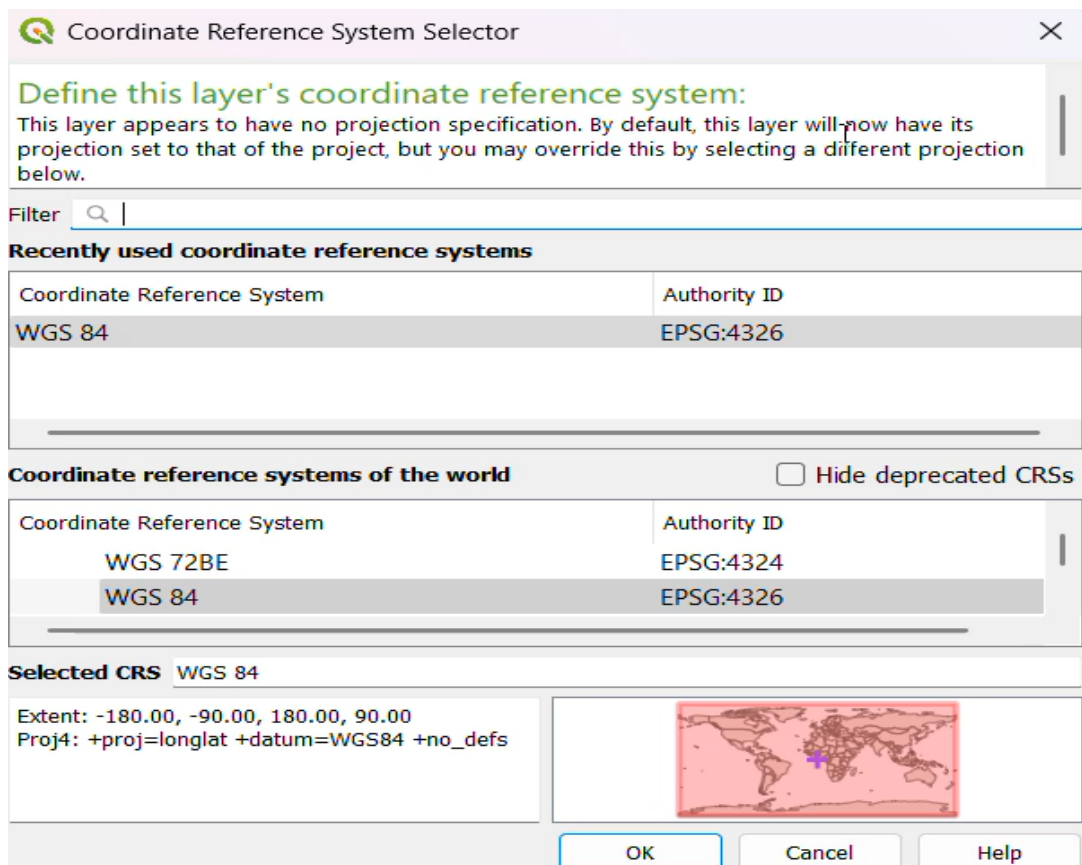 Coordinate Reference System Selector
Define this layer's coordinate reference system:
This layer appears to have no projection specification. By default, this layer will now have its
projection set to that of the project, but you may override this by selecting a different projection
below.
Filter
Recently used coordinate reference systems
Coordinate Reference System Authority ID
WGS 84 EPSG:4326
Coordinate reference systems of the world Hide deprecated CRSs
Coordinate Reference System Authority ID
WGS 72BE EPSG:4324
WGS 84 EPSG:4326
Selected CRS WGS 84
Extent: -180.00, -90.00, 180.00, 90.00
Proj4: +proj=longlat +datum=WGS84 +no_defs
OK Cancel Help